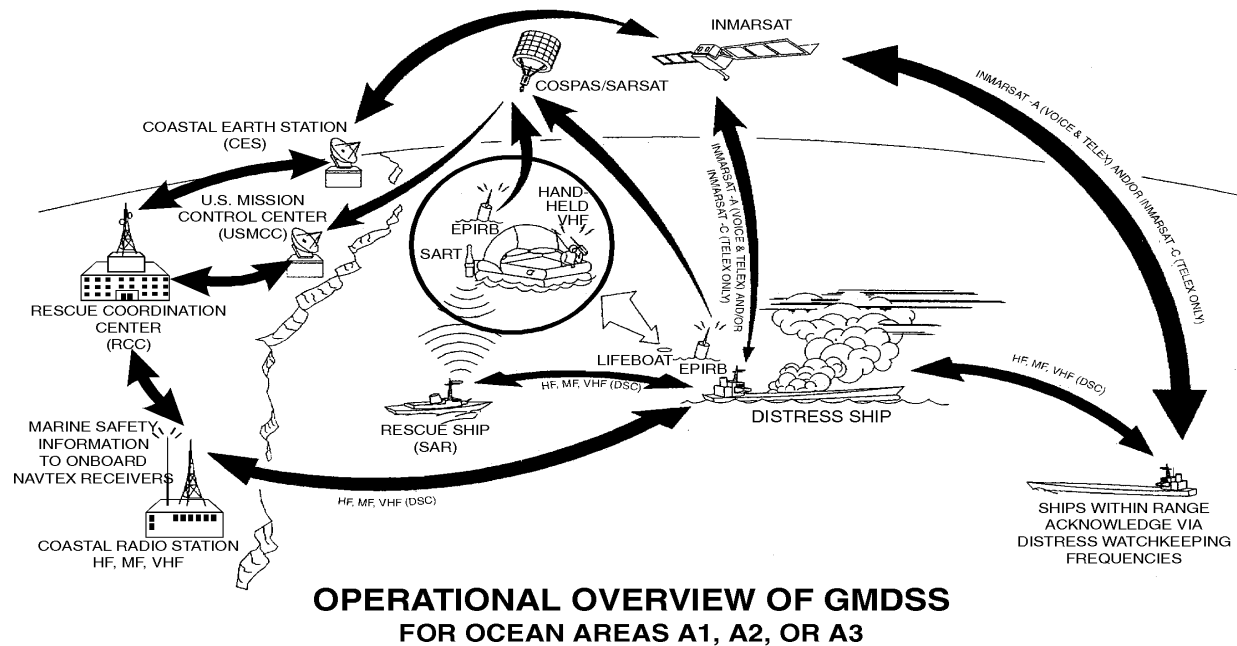 INMARSAT
COSPAS/SARSAT
INMARSAT -A (VOICE & TELEX) AND/OR INMARSAT -C (TELEX ONLY)
COASTAL EARTH STATION
(CES)
U.S. MISSION
CONTROL CENTER
(USMCC)
HAND-
HELD
VHF
EPIRB
SART
INMARSAT -A (VOICE & TELEX) AND/OR
INMARSAT -C (TELEX ONLY)
RESCUE COORDINATION
CENTER
(RCC)
LIFEBOAT
EPIRB
HF, MF, VHF (DSC)
HF, MF, VHF (DSC)
DISTRESS SHIP
RESCUE SHIP
(SAR)
MARINE SAFETY
INFORMATION
TO ONBOARD
NAVTEX RECEIVERS
HF, MF, VHF (DSC)
COASTAL RADIO STATION
HF, MF, VHF
SHIPS WITHIN RANGE
ACKNOWLEDGE VIA
DISTRESS WATCHKEEPING
FREQUENCIES
OPERATIONAL OVERVIEW OF GMDSS
FOR OCEAN AREAS A1, A2, OR A3